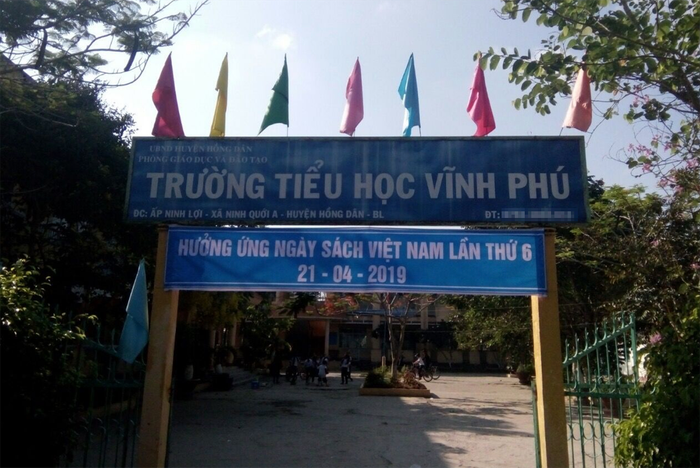 UBND HUYỆN HỒNG DÂN
PHÒNG GIÁO DỤC VÀ ĐÀO TẠO
TRƯỜNG TIỂU HỌC VĨNH PHÚ
ĐC: ẤP NINH LỢI - XÃ NINH QUỚI A - HUYỆN HỒNG DÂN - BL ĐT:
HƯỞNG ỨNG NGÀY SÁCH VIỆT NAM LẦN THỨ 6
21 - 04 - 2019